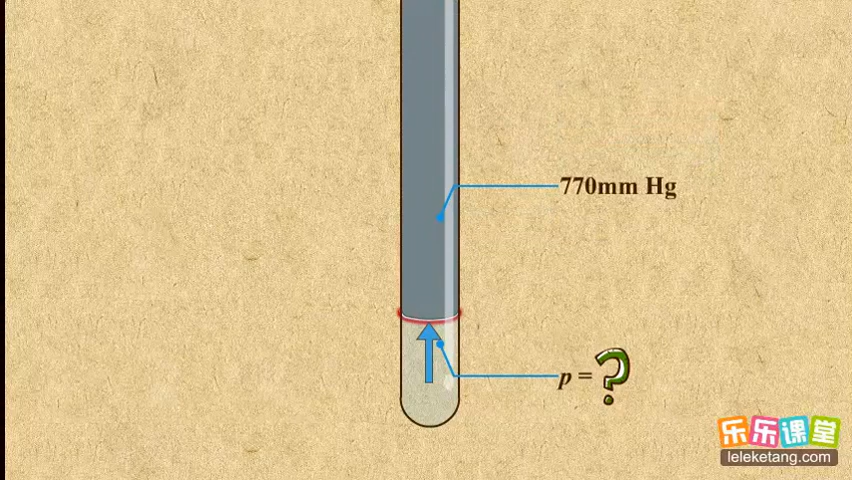 770mm Hg
p = ?
乐乐课堂
leleketang.com